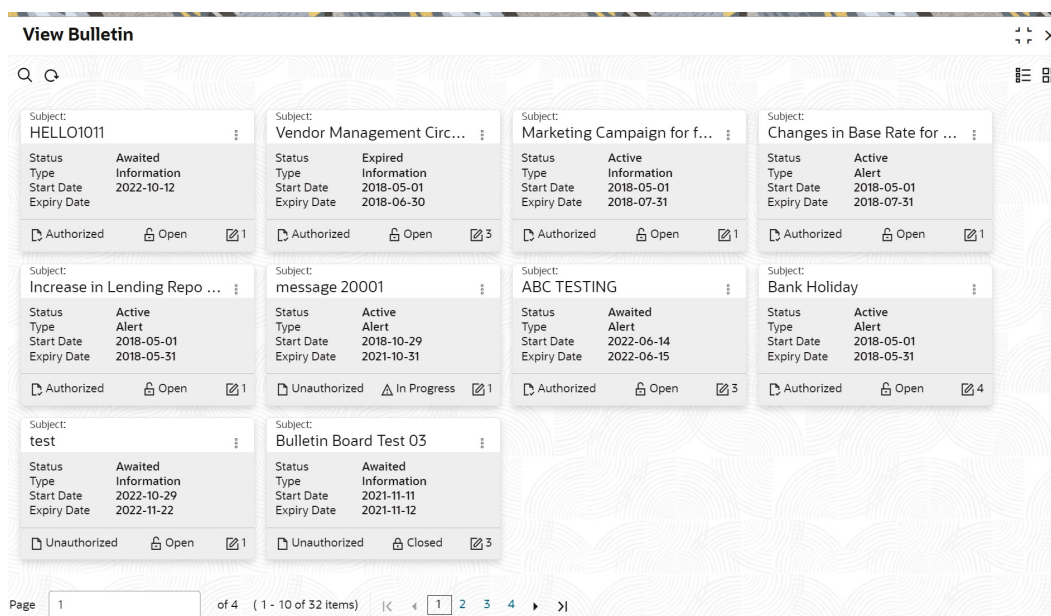 View Bulletin
Subject:
HELLO1011
Status Awaited
Type Information
Start Date 2022-10-12
Expiry Date
Authorized Open 1
Subject:
Vendor Management Circ...
Status Expired
Type Information
Start Date 2018-05-01
Expiry Date 2018-06-30
Authorized Open 3
Subject:
Marketing Campaign for f...
Status Active
Type Information
Start Date 2018-05-01
Expiry Date 2018-07-31
Authorized Open 1
Subject:
Changes in Base Rate for ...
Status Active
Type Alert
Start Date 2018-05-01
Expiry Date 2018-07-31
Authorized Open 1
Subject:
Increase in Lending Repo ...
Status Active
Type Alert
Start Date 2018-05-01
Expiry Date 2018-05-31
Authorized Open 1
Subject:
message 20001
Status Active
Type Alert
Start Date 2018-10-29
Expiry Date 2021-10-31
Unauthorized In Progress 1
Subject:
ABC TESTING
Status Awaited
Type Alert
Start Date 2022-06-14
Expiry Date 2022-06-15
Authorized Open 3
Subject:
Bank Holiday
Status Active
Type Alert
Start Date 2018-05-01
Expiry Date 2018-05-31
Authorized Open 4
Subject:
test
Status Awaited
Type Information
Start Date 2022-10-29
Expiry Date 2022-11-22
Unauthorized Open 1
Subject:
Bulletin Board Test 03
Status Awaited
Type Information
Start Date 2021-11-11
Expiry Date 2021-11-12
Unauthorized Closed 3
Page 1 of 4 (1 - 10 of 32 items) 1 2 3 4